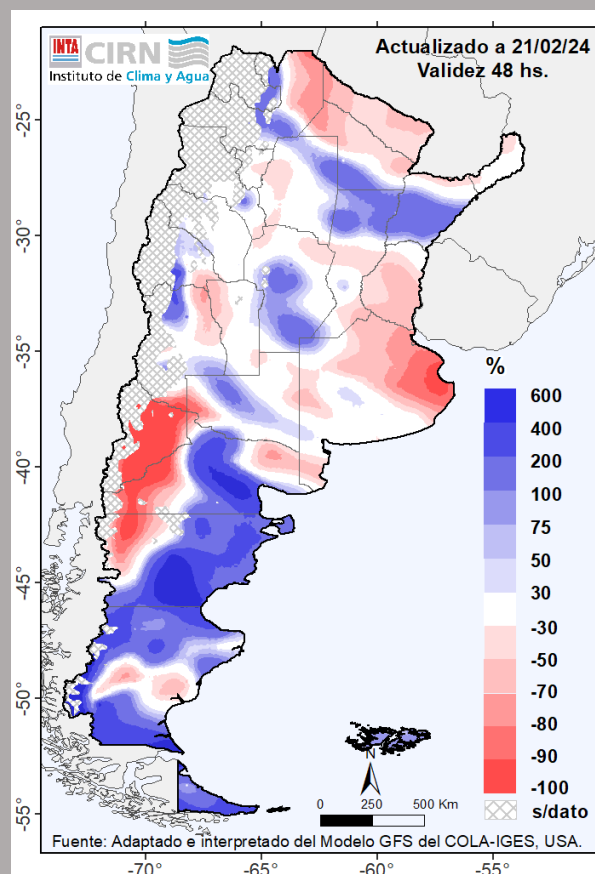 INTA CIRN
Instituto de Clima y Agua
Actualizado a 21/02/24
Validez 48 hs.
-25°
-30°
-35°
-40°
-45°
-50°
-55°
%
600
400
200
100
75
50
30
-30
-50
-70
-80
-90
-100
s/dato
N
0 250 500 Km
Fuente: Adaptado e interpretado del Modelo GFS del COLA-IGES, USA.
-70° -65° -60° -55°